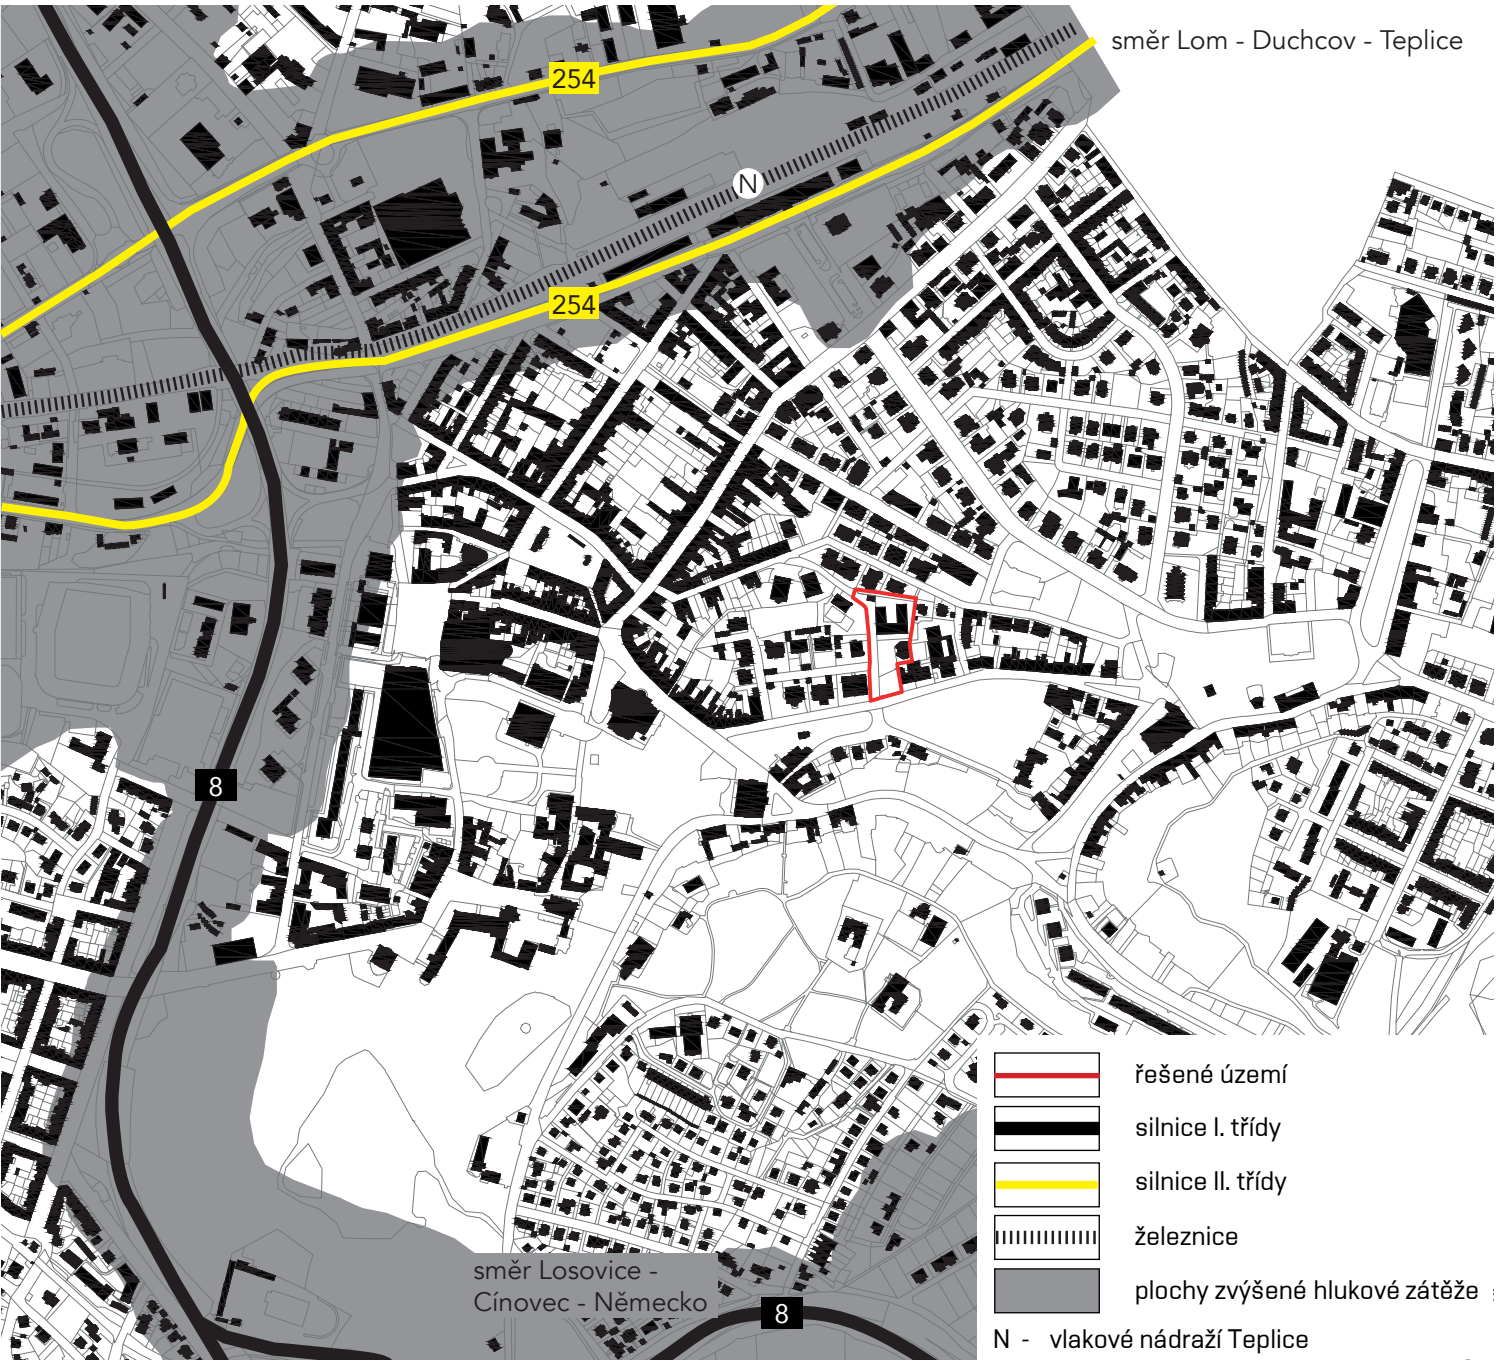 směr Lom - Duchcov - Teplice
254
N
254
8
směr Losovice -
Cínovec - Německo
8
řešené území
silnice I. třídy
silnice II. třídy
železnice
plochy zvýšené hlukové zátěže
N - vlakové nádraží Teplice